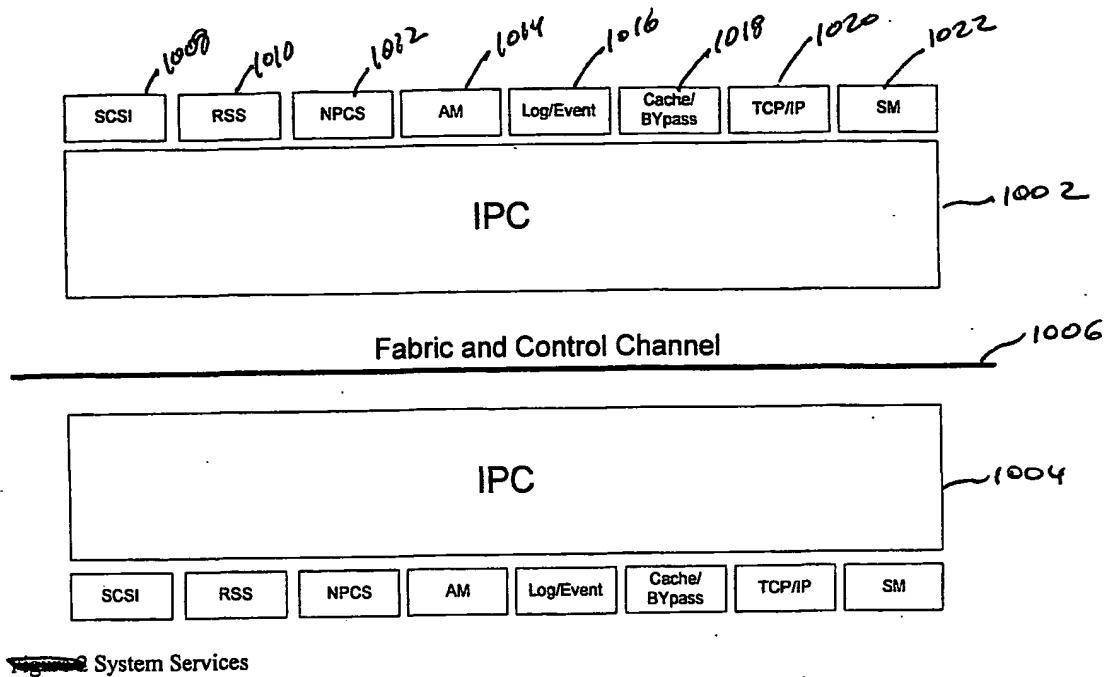 1008 1010 1012 1014 1016 1018 1020 1022
SCSI RSS NPCS AM Log/Event Cache/ TCP/IP SM
BYpass
IPC
1002
Fabric and Control Channel
1006
IPC
1004
SCSI RSS NPCS AM Log/Event Cache/ TCP/IP SM
BYpass
2 System Services